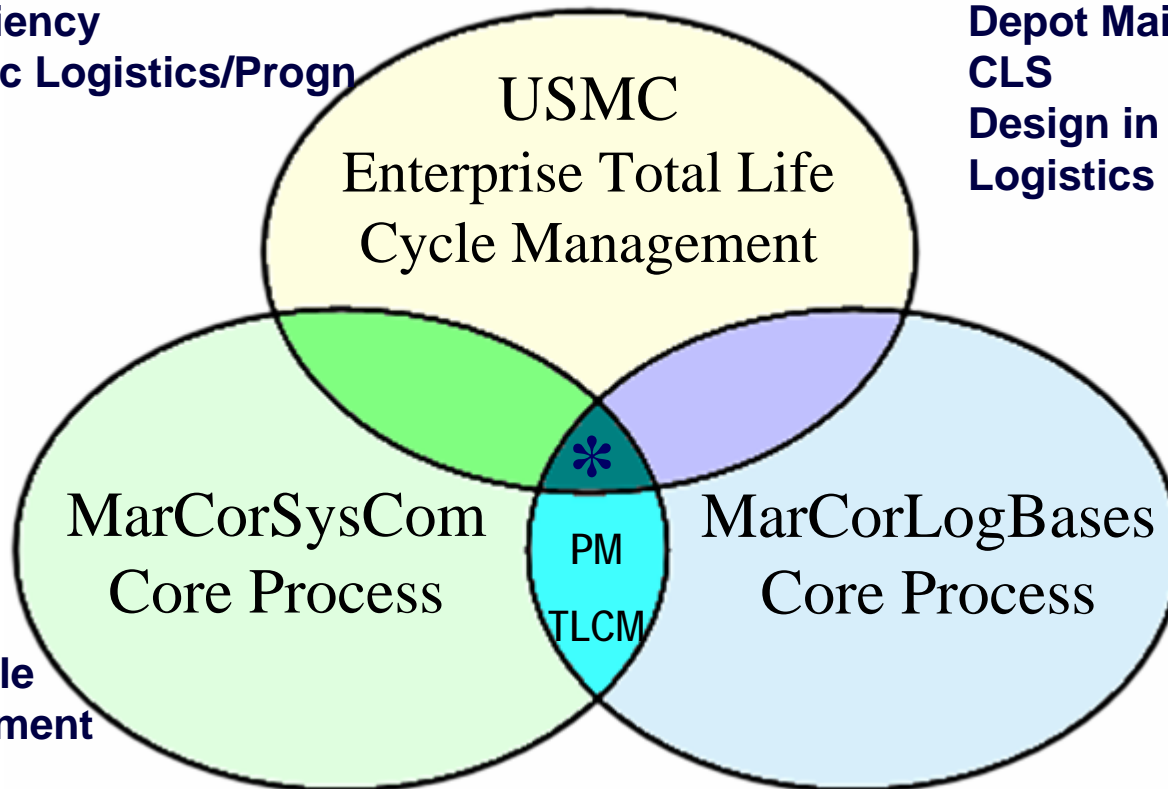 iency
c Logistics/Progn
Depot Mai
CLS
Design in
Logistics
USMC
Enterprise Total Life
Cycle Management
*
MarCorSysCom
Core Process
PM
TLCM
MarCorLogBases
Core Process
le
ment